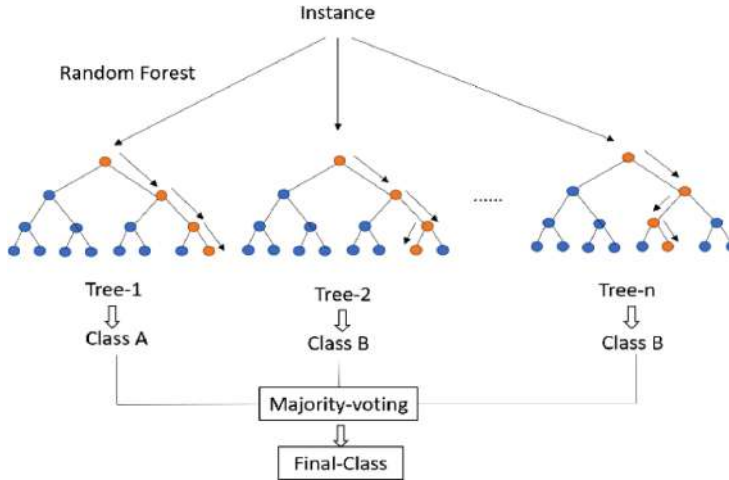 Instance
Random Forest
......
Tree-1
Tree-2
Tree-n
Class A
Class B
Class B
Majority-voting
Final-Class